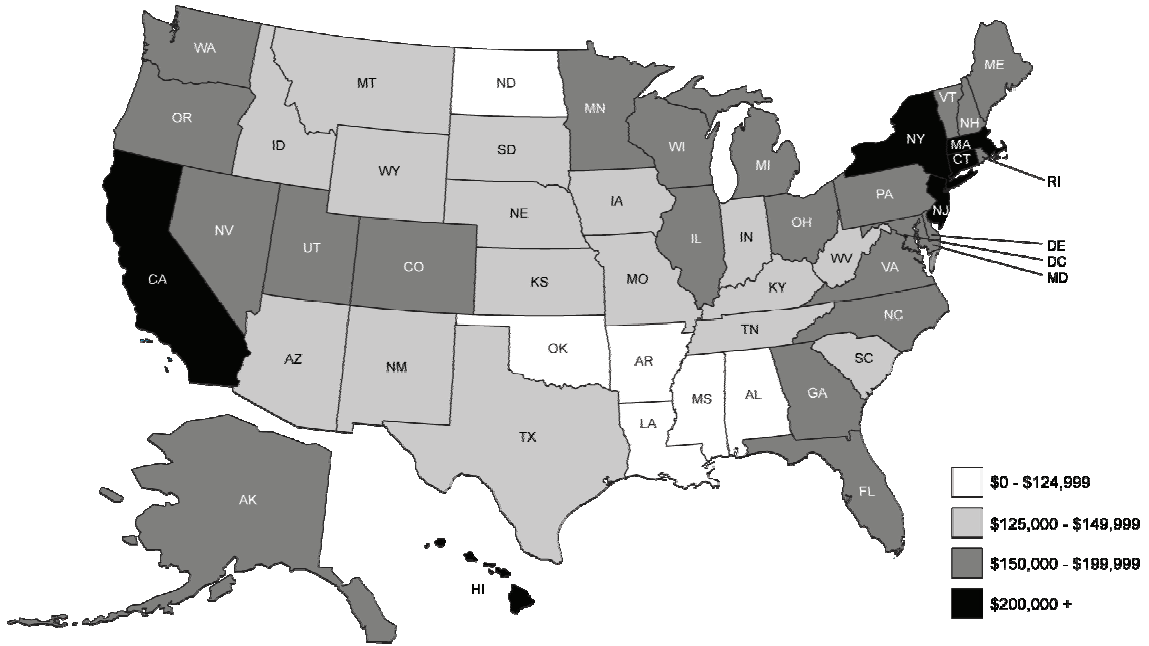 WA
MT
ND
MN
ME
VT
NH
OR
ID
SD
WI
MI
NY
MA
CT
RI
WY
IA
NE
PA
NJ
NV
UT
CO
IL
IN
OH
WV
VA
DE
DC
MD
CA
KS
MO
KY
NC
TN
AZ
NM
OK
AR
SC
MS
AL
GA
LA
TX
FL
AK
HI
$0 - $124,999
$125,000 - $149,999
$150,000 - $199,999
$200,000 +